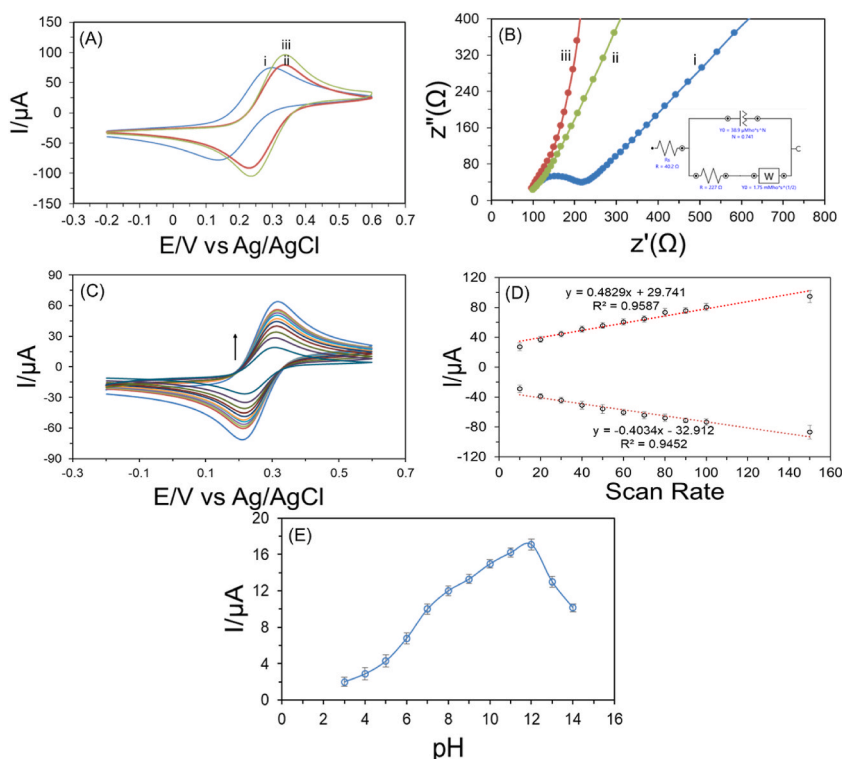 (A)
I/µA
150
100
50
0
-50
-100
-150
-0.3 -0.2 -0.1 0 0.1 0.2 0.3 0.4 0.5 0.6 0.7
E/V vs Ag/AgCl
i
ii
iii
(B)
z"(Ω)
400
320
240
160
80
0
0 100 200 300 400 500 600 700 800
z'(Ω)
iii
ii
i
N = 0.741
Rs
R = 227 Ω
W
(C)
I/µA
90
60
30
0
-30
-60
-90
-0.3 -0.1 0.1 0.3 0.5 0.7
E/V vs Ag/AgCl
(D)
I/µA
120
80
40
0
-40
-80
-120
0 20 40 60 80 100 120 140 160
Scan Rate
y = 0.4829x + 29.741
R² = 0.9587
y = -0.4034x - 32.912
R² = 0.9452
(E)
I/µA
20
16
12
8
4
0
0 2 4 6 8 10 12 14 16
pH